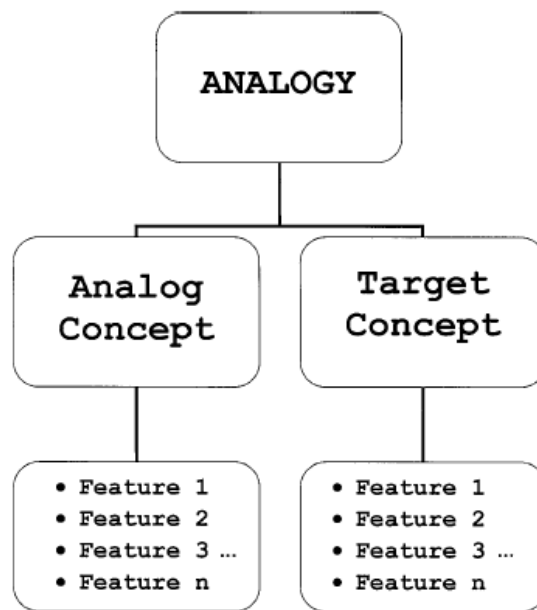 ANALOGY
Analog
Concept
Target
Concept
• Feature 1
• Feature 2
• Feature 3 ...
• Feature n
• Feature 1
• Feature 2
• Feature 3 ...
• Feature n